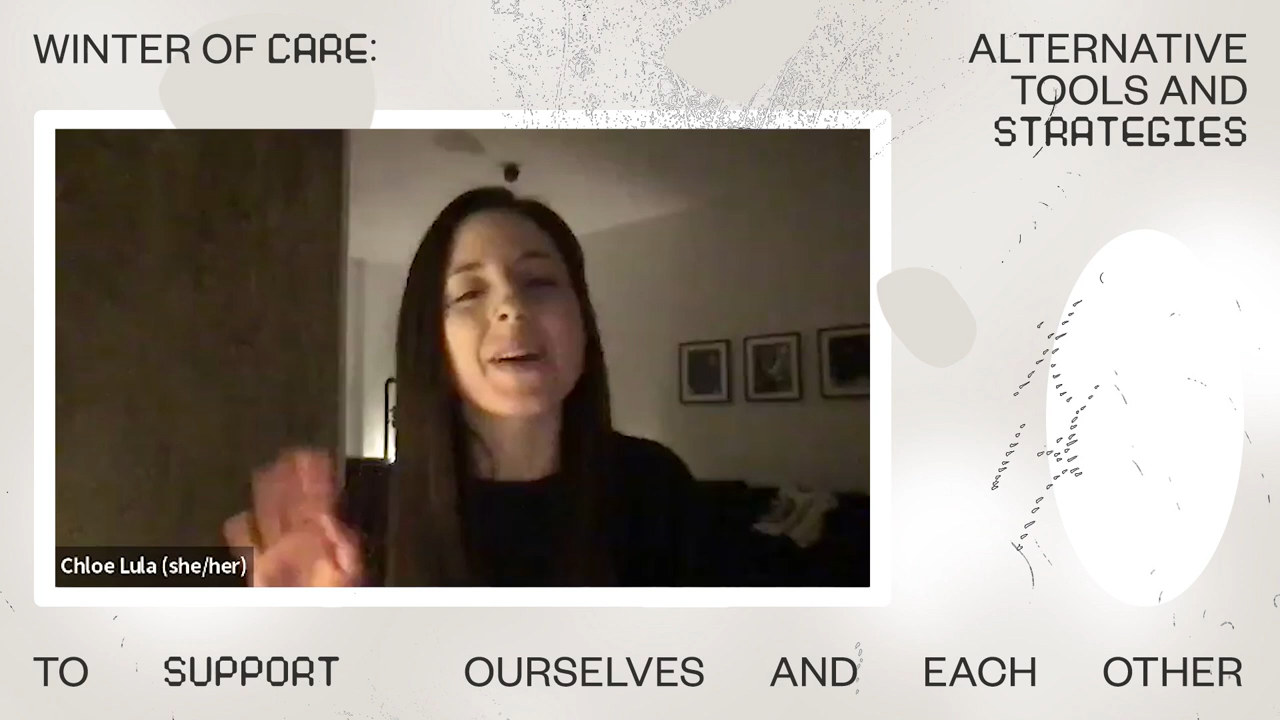 WINTER OF CARE:
ALTERNATIVE
TOOLS AND
STRATEGIES
Chloe Lula (she/her)
TO SUPPORT OURSELVES AND EACH OTHER